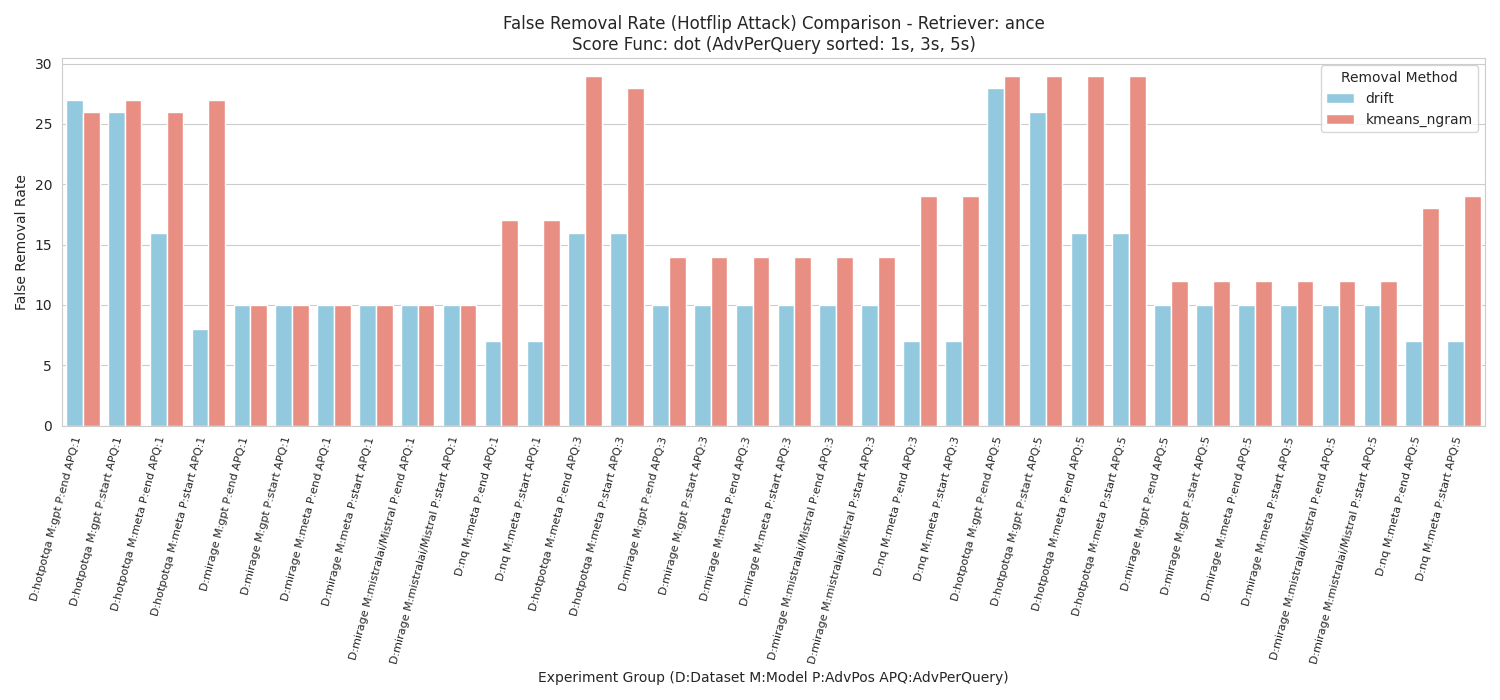 False Removal Rate (Hotflip Attack) Comparison - Retriever: ance
Score Func: dot (AdvPerQuery sorted: 1s, 3s, 5s)
Removal Method
drift
kmeans_ngram
False Removal Rate
30
25
20
15
10
5
0
D:hotpotqa M:gpt P:end APQ:1
D:hotpotqa M:gpt P:start APQ:1
D:hotpotqa M:meta P:end APQ:1
D:hotpotqa M:meta P:start APQ:1
D:mirage M:gpt P:end APQ:1
D:mirage M:gpt P:start APQ:1
D:mirage M:meta P:end APQ:1
D:mirage M:meta P:start APQ:1
D:mirage M:mistralai/Mistral P:end APQ:1
D:mirage M:mistralai/Mistral P:start APQ:1
D:nq M:meta P:end APQ:1
D:nq M:meta P:start APQ:1
D:hotpotqa M:meta P:end APQ:3
D:hotpotqa M:meta P:start APQ:3
D:mirage M:gpt P:end APQ:3
D:mirage M:gpt P:start APQ:3
D:mirage M:meta P:end APQ:3
D:mirage M:meta P:start APQ:3
D:mirage M:mistralai/Mistral P:end APQ:3
D:mirage M:mistralai/Mistral P:start APQ:3
D:nq M:meta P:end APQ:3
D:nq M:meta P:start APQ:3
D:hotpotqa M:gpt P:end APQ:5
D:hotpotqa M:gpt P:start APQ:5
D:hotpotqa M:meta P:end APQ:5
D:hotpotqa M:meta P:start APQ:5
D:mirage M:gpt P:end APQ:5
D:mirage M:gpt P:start APQ:5
D:mirage M:meta P:end APQ:5
D:mirage M:meta P:start APQ:5
D:mirage M:mistralai/Mistral P:end APQ:5
D:mirage M:mistralai/Mistral P:start APQ:5
D:nq M:meta P:end APQ:5
D:nq M:meta P:start APQ:5
Experiment Group (D:Dataset M:Model P:AdvPos APQ:AdvPerQuery)